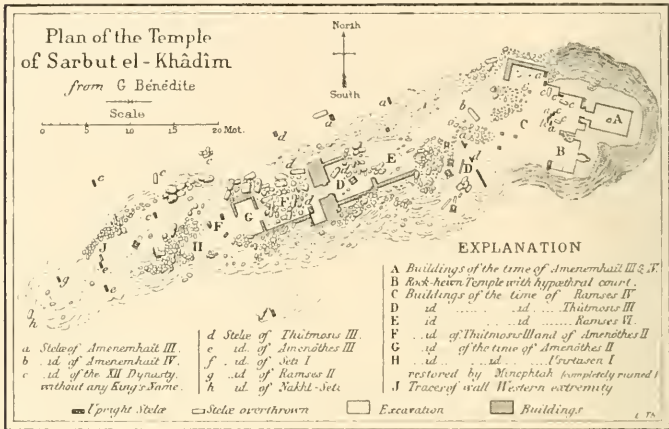 Plan of the Temple
of Sarbut el-Khâdîm
from G Bénédite
Scale
0 5 10 15 20 Met.
North
South
A
B
C
D
D
E
F
F
G
H
J
EXPLANATION
A Buildings of the time of Amenemhaït III & IV.
B Rock-hewn Temple with hypæthral court.
C Buildings of the time of Ramses IV
D id ......... id ...... Thûtmosis III
E id ......... id ...... Ramses VI.
F .. id of Thûtmosis III and of Amenôthes II
G .. id of the time of Amenôthes II
H .. id ... id ... Usirtasen I
restored by Minephtah (completely ruined)
J Traces of wall Western extremity
a Stelæ of Amenemhaït III.
b .. id. of Amenemhaït IV.
c .. id of the XII Dynasty.
without any King's Name.
d Stelæ of Thûtmosis III.
e .. id. of Amenôthes III
f .. id. of Seti I
g .. id. of Ramses II
h id. of Nakht-Seti
Upright Stelæ
Stelæ overthrown
Excavation
Buildings